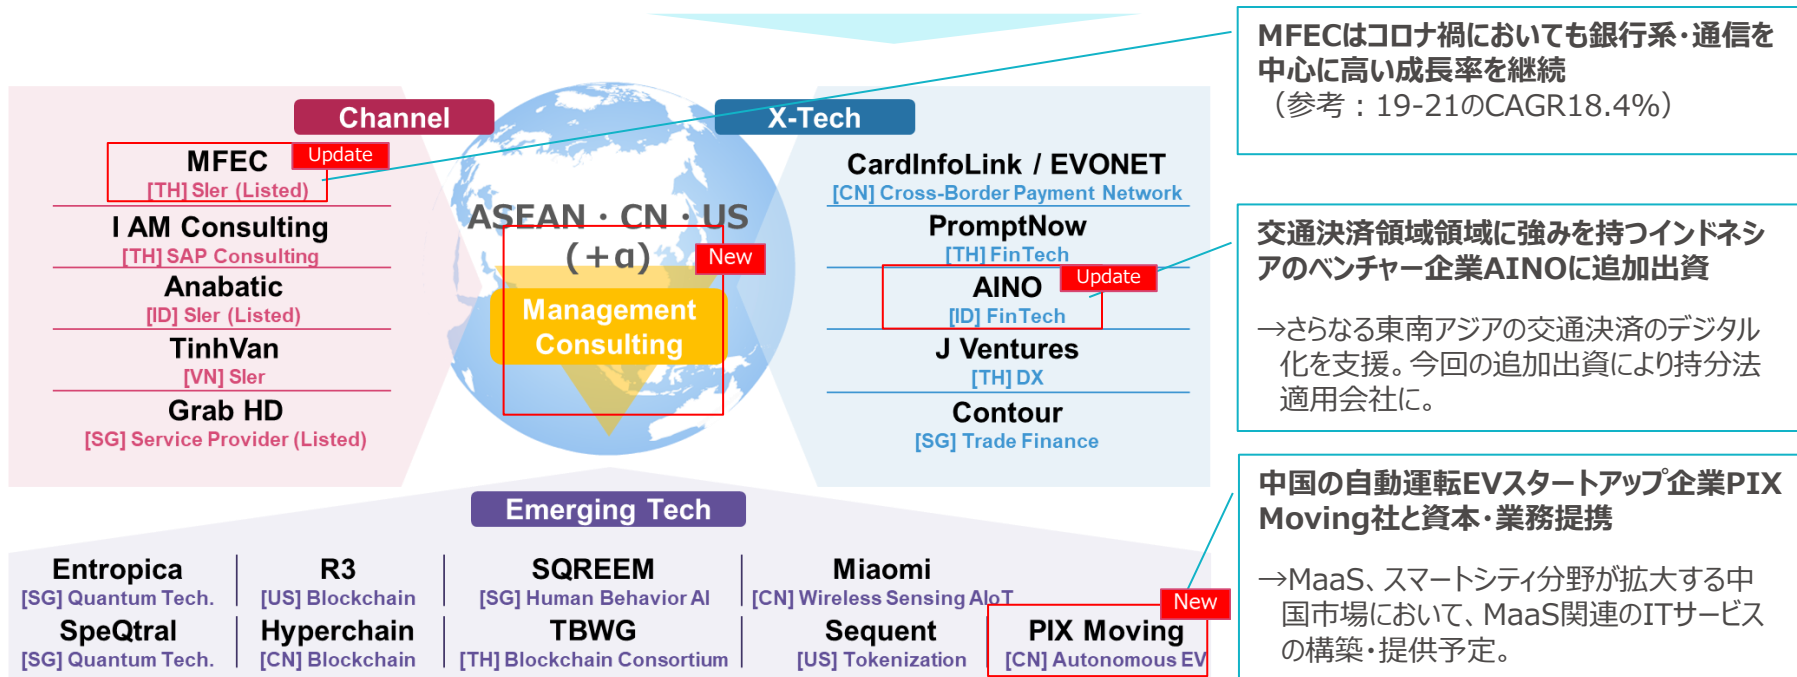 Channel
MFEC
Update
[TH] SIer (Listed)
I AM Consulting
[TH] SAP Consulting
Anabatic
[ID] SIer (Listed)
TinhVan
[VN] SIer
Grab HD
[SG] Service Provider (Listed)
ASEAN・CN・US
(+α)
New
Management
Consulting
X-Tech
CardInfoLink / EVONET
[CN] Cross-Border Payment Network
PromptNow
[TH] FinTech
AINO
Update
[ID] FinTech
J Ventures
[TH] DX
Contour
[SG] Trade Finance
Emerging Tech
Entropica
[SG] Quantum Tech.
R3
[US] Blockchain
SQREEM
[SG] Human Behavior AI
Miaomi
[CN] Wireless Sensing AIoT
SpeQtral
[SG] Quantum Tech.
Hyperchain
[CN] Blockchain
TBWG
[TH] Blockchain Consortium
Sequent
[US] Tokenization
New
PIX Moving
[CN] Autonomous EV
MFECはコロナ禍においても銀行系・通信を
中心に高い成長率を継続
（参考：19-21のCAGR18.4%）
交通決済領域領域に強みを持つインドネシ
アのベンチャー企業AINOに追加出資
→さらなる東南アジアの交通決済のデジタル
化を支援。今回の追加出資により持分法
適用会社に。
中国の自動運転EVスタートアップ企業PIX
Moving社と資本・業務提携
→MaaS、スマートシティ分野が拡大する中
国市場において、MaaS関連のITサービス
の構築・提供予定。